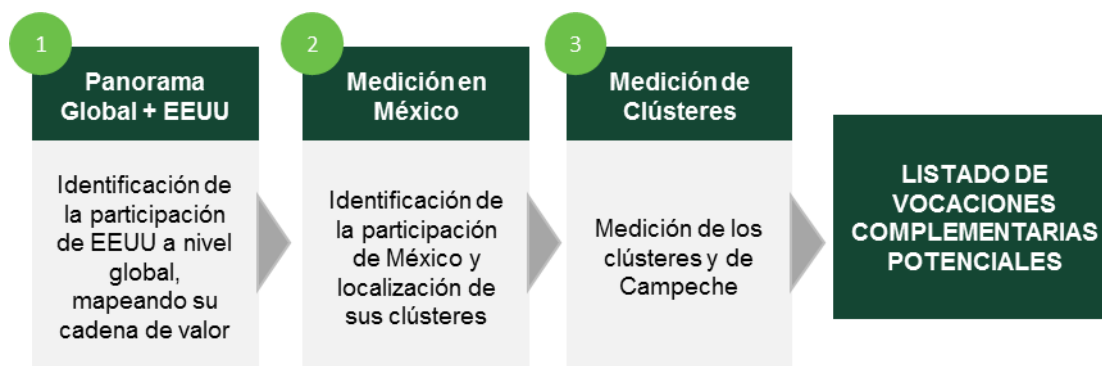 1
Panorama
Global + EEUU
Identificación de
la participación
de EEUU a nivel
global,
mapeando su
cadena de valor
2
Medición en
México
Identificación de
la participación
de México y
localización de
sus clústeres
3
Medición de
Clústeres
Medición de los
clústeres y de
Campeche
LISTADO DE
VOCACIONES
COMPLEMENTARIAS
POTENCIALES